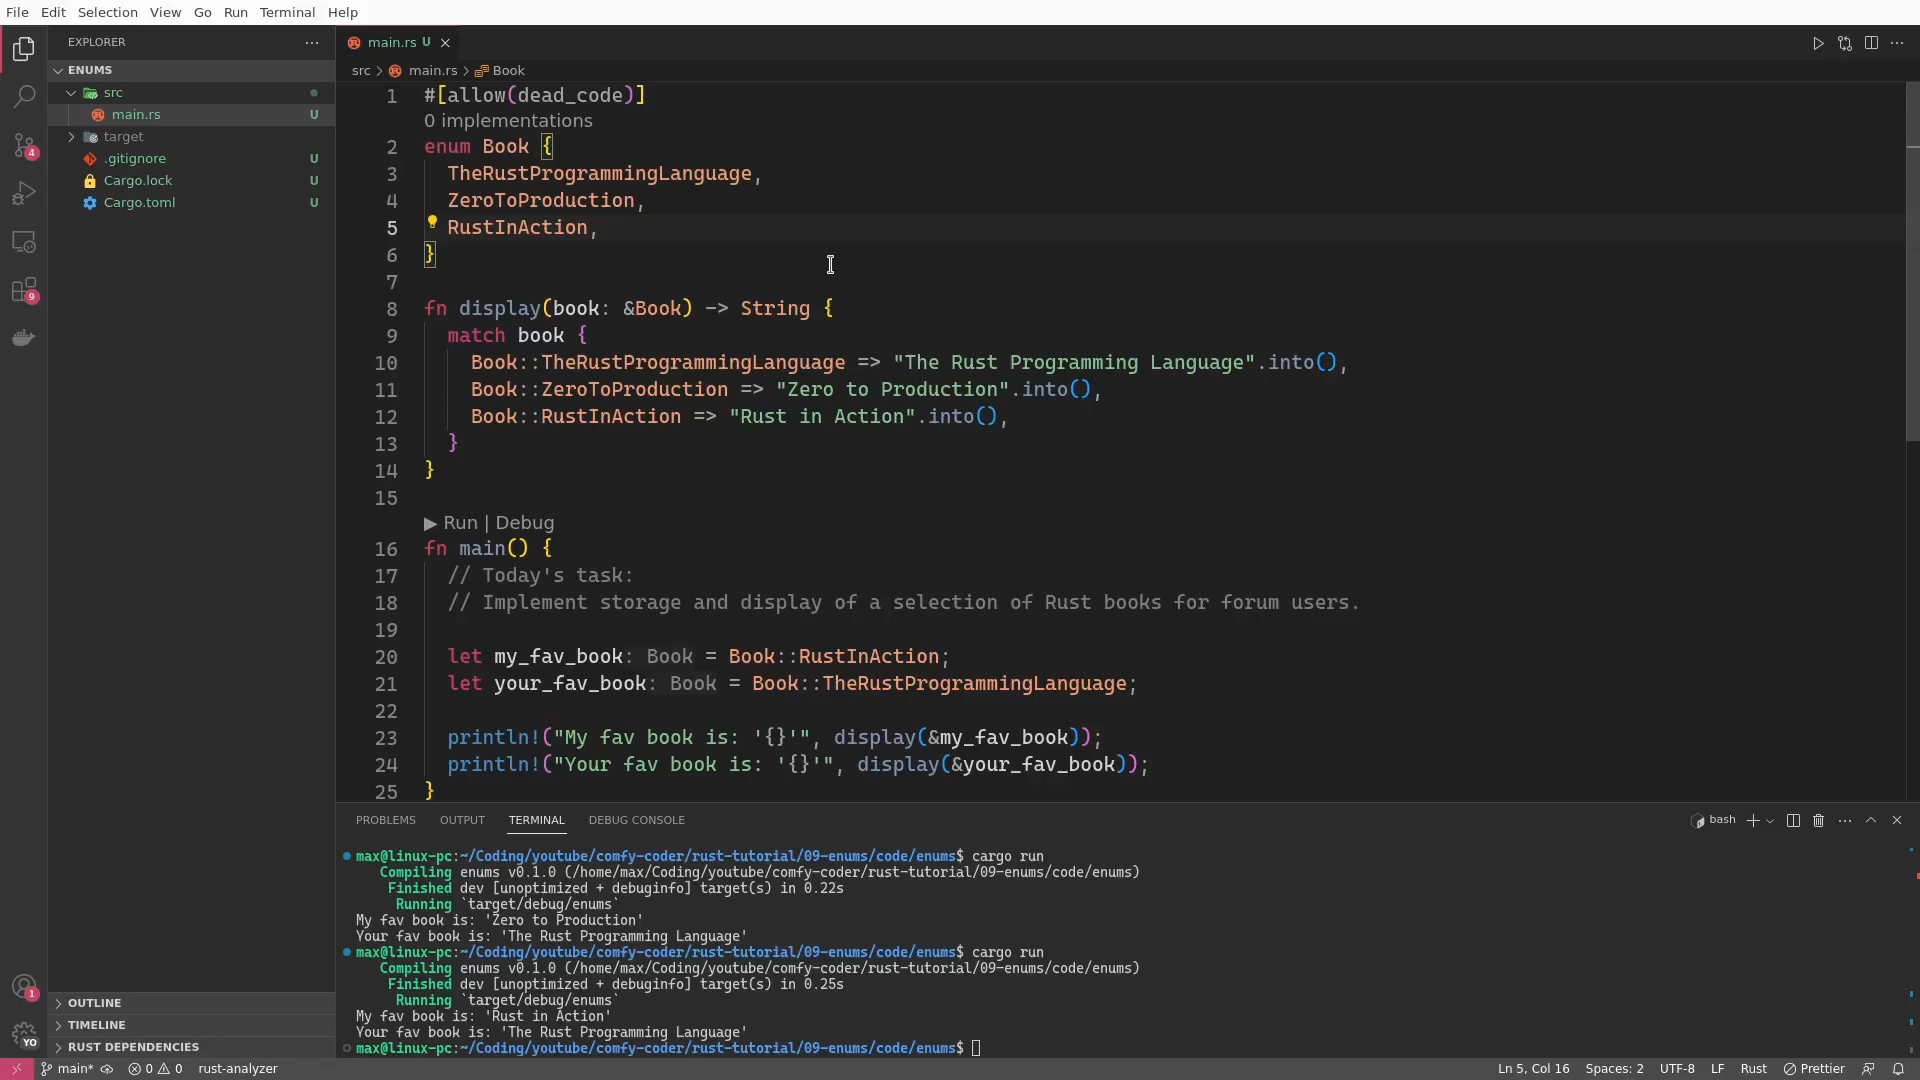 File Edit Selection View Go Run Terminal Help
EXPLORER
ENUMS
src
main.rs U
target
.gitignore U
Cargo.lock U
Cargo.toml U
OUTLINE
TIMELINE
RUST DEPENDENCIES
4
9
1
YO
main.rs U
src > main.rs > Book
1 #[allow(dead_code)]
0 implementations
2 enum Book {
3 TheRustProgrammingLanguage,
4 ZeroToProduction,
5 RustInAction,
6 }
7
8 fn display(book: &Book) -> String {
9 match book {
10 Book::TheRustProgrammingLanguage => "The Rust Programming Language".into(),
11 Book::ZeroToProduction => "Zero to Production".into(),
12 Book::RustInAction => "Rust in Action".into(),
13 }
14 }
15
▶ Run | Debug
16 fn main() {
17 // Today's task:
18 // Implement storage and display of a selection of Rust books for forum users.
19
20 let my_fav_book: Book = Book::RustInAction;
21 let your_fav_book: Book = Book::TheRustProgrammingLanguage;
22
23 println!("My fav book is: '{}'", display(&my_fav_book));
24 println!("Your fav book is: '{}'", display(&your_fav_book));
25 }
PROBLEMS OUTPUT TERMINAL DEBUG CONSOLE bash
max@linux-pc:~/Coding/youtube/comfy-coder/rust-tutorial/09-enums/code/enums$ cargo run
Compiling enums v0.1.0 (/home/max/Coding/youtube/comfy-coder/rust-tutorial/09-enums/code/enums)
Finished dev [unoptimized + debuginfo] target(s) in 0.22s
Running `target/debug/enums`
My fav book is: 'Zero to Production'
Your fav book is: 'The Rust Programming Language'
max@linux-pc:~/Coding/youtube/comfy-coder/rust-tutorial/09-enums/code/enums$ cargo run
Compiling enums v0.1.0 (/home/max/Coding/youtube/comfy-coder/rust-tutorial/09-enums/code/enums)
Finished dev [unoptimized + debuginfo] target(s) in 0.25s
Running `target/debug/enums`
My fav book is: 'Rust in Action'
Your fav book is: 'The Rust Programming Language'
max@linux-pc:~/Coding/youtube/comfy-coder/rust-tutorial/09-enums/code/enums$
main* 0 0 rust-analyzer Ln 5, Col 16 Spaces: 2 UTF-8 LF Rust Prettier